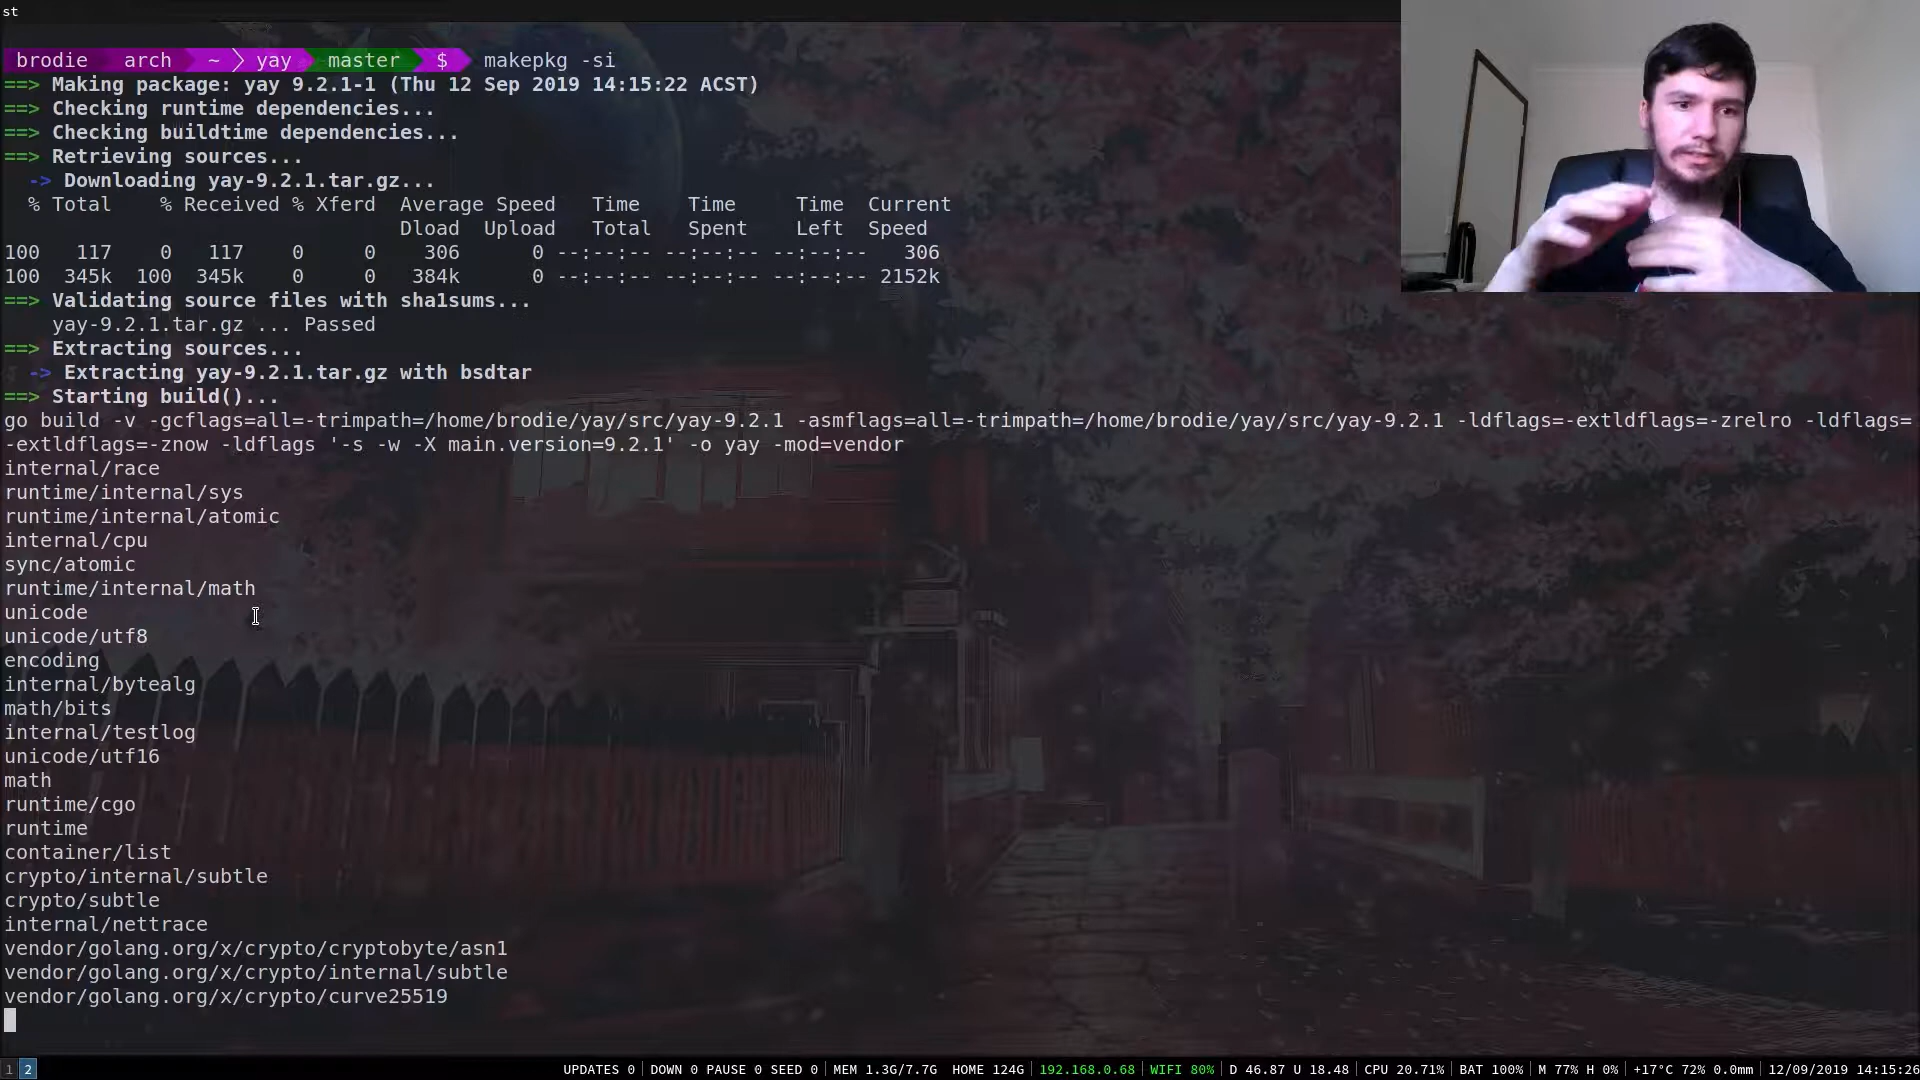 st
brodie arch ~ yay master $ makepkg -si
==> Making package: yay 9.2.1-1 (Thu 12 Sep 2019 14:15:22 ACST)
==> Checking runtime dependencies...
==> Checking buildtime dependencies...
==> Retrieving sources...
-> Downloading yay-9.2.1.tar.gz...
% Total % Received % Xferd Average Speed Time Time Time Current
Dload Upload Total Spent Left Speed
100 117 0 117 0 0 306 0 --:--:-- --:--:-- --:--:-- 306
100 345k 100 345k 0 0 384k 0 --:--:-- --:--:-- --:--:-- 2152k
==> Validating source files with sha1sums...
yay-9.2.1.tar.gz ... Passed
==> Extracting sources...
-> Extracting yay-9.2.1.tar.gz with bsdtar
==> Starting build()...
go build -v -gcflags=all=-trimpath=/home/brodie/yay/src/yay-9.2.1 -asmflags=all=-trimpath=/home/brodie/yay/src/yay-9.2.1 -ldflags=-extldflags=-zrelro -ldflags=
-extldflags=-znow -ldflags '-s -w -X main.version=9.2.1' -o yay -mod=vendor
internal/race
runtime/internal/sys
runtime/internal/atomic
internal/cpu
sync/atomic
runtime/internal/math
unicode
unicode/utf8
encoding
internal/bytealg
math/bits
internal/testlog
unicode/utf16
math
runtime/cgo
runtime
container/list
crypto/internal/subtle
crypto/subtle
internal/nettrace
vendor/golang.org/x/crypto/cryptobyte/asn1
vendor/golang.org/x/crypto/internal/subtle
vendor/golang.org/x/crypto/curve25519
1 2 UPDATES 0 | DOWN 0 PAUSE 0 SEED 0 | MEM 1.3G/7.7G HOME 124G | 192.168.0.68 | WIFI 80% | D 46.87 U 18.48 | CPU 20.71% | BAT 100% | M 77% H 0% | +17°C 72% 0.0mm | 12/09/2019 14:15:26